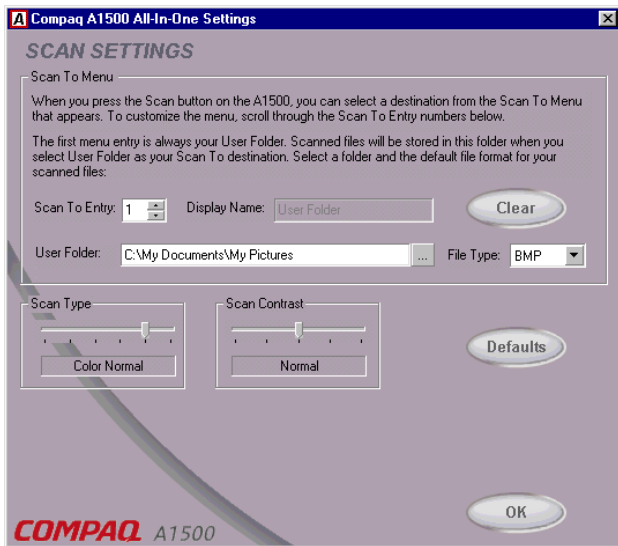 Compaq A1500 All-In-One Settings
SCAN SETTINGS
Scan To Menu
When you press the Scan button on the A1500, you can select a destination from the Scan To Menu
that appears. To customize the menu, scroll through the Scan To Entry numbers below.
The first menu entry is always your User Folder. Scanned files will be stored in this folder when you
select User Folder as your Scan To destination. Select a folder and the default file format for your
scanned files:
Scan To Entry: 1 Display Name: User Folder Clear
User Folder: C:\My Documents\My Pictures ... File Type: BMP
Scan Type Scan Contrast
Color Normal Normal
Defaults
OK
COMPAQ A1500